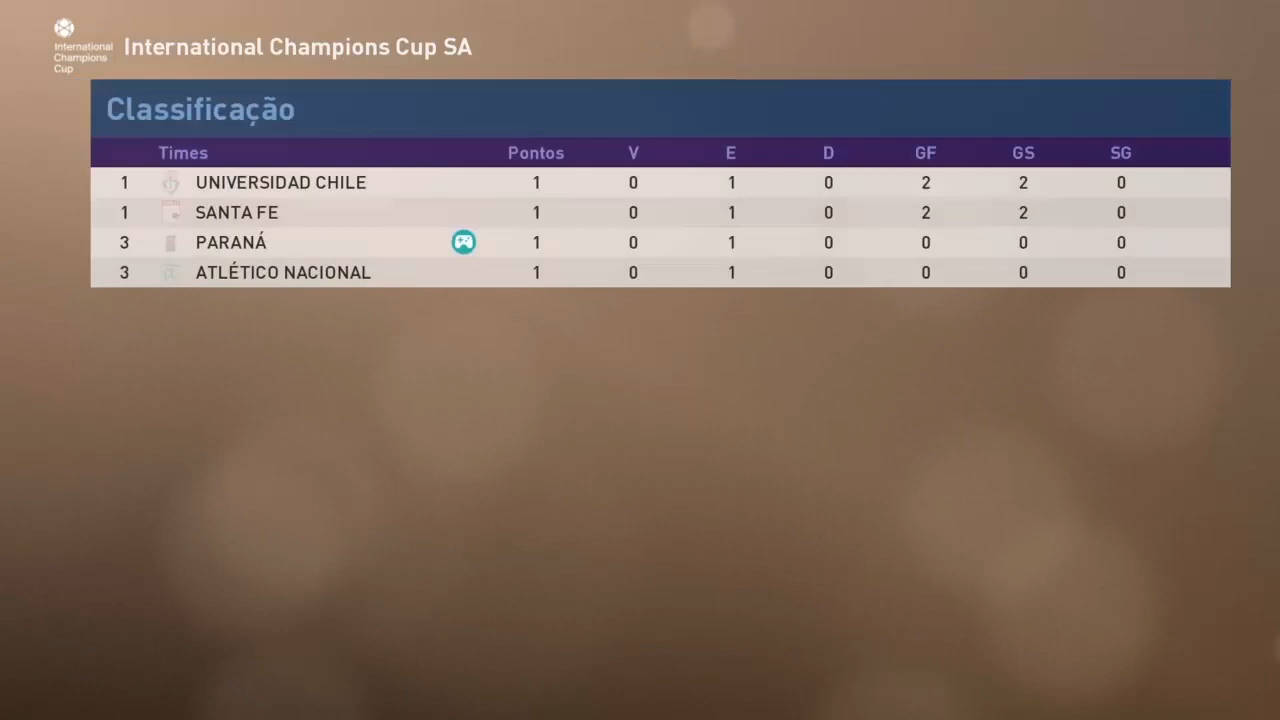 International
Champions
Cup
International Champions Cup SA
Classificação
Times Pontos V E D GF GS SG
1 UNIVERSIDAD CHILE 1 0 1 0 2 2 0
1 SANTA FE 1 0 1 0 2 2 0
3 PARANÁ 1 0 1 0 0 0 0
3 ATLÉTICO NACIONAL 1 0 1 0 0 0 0